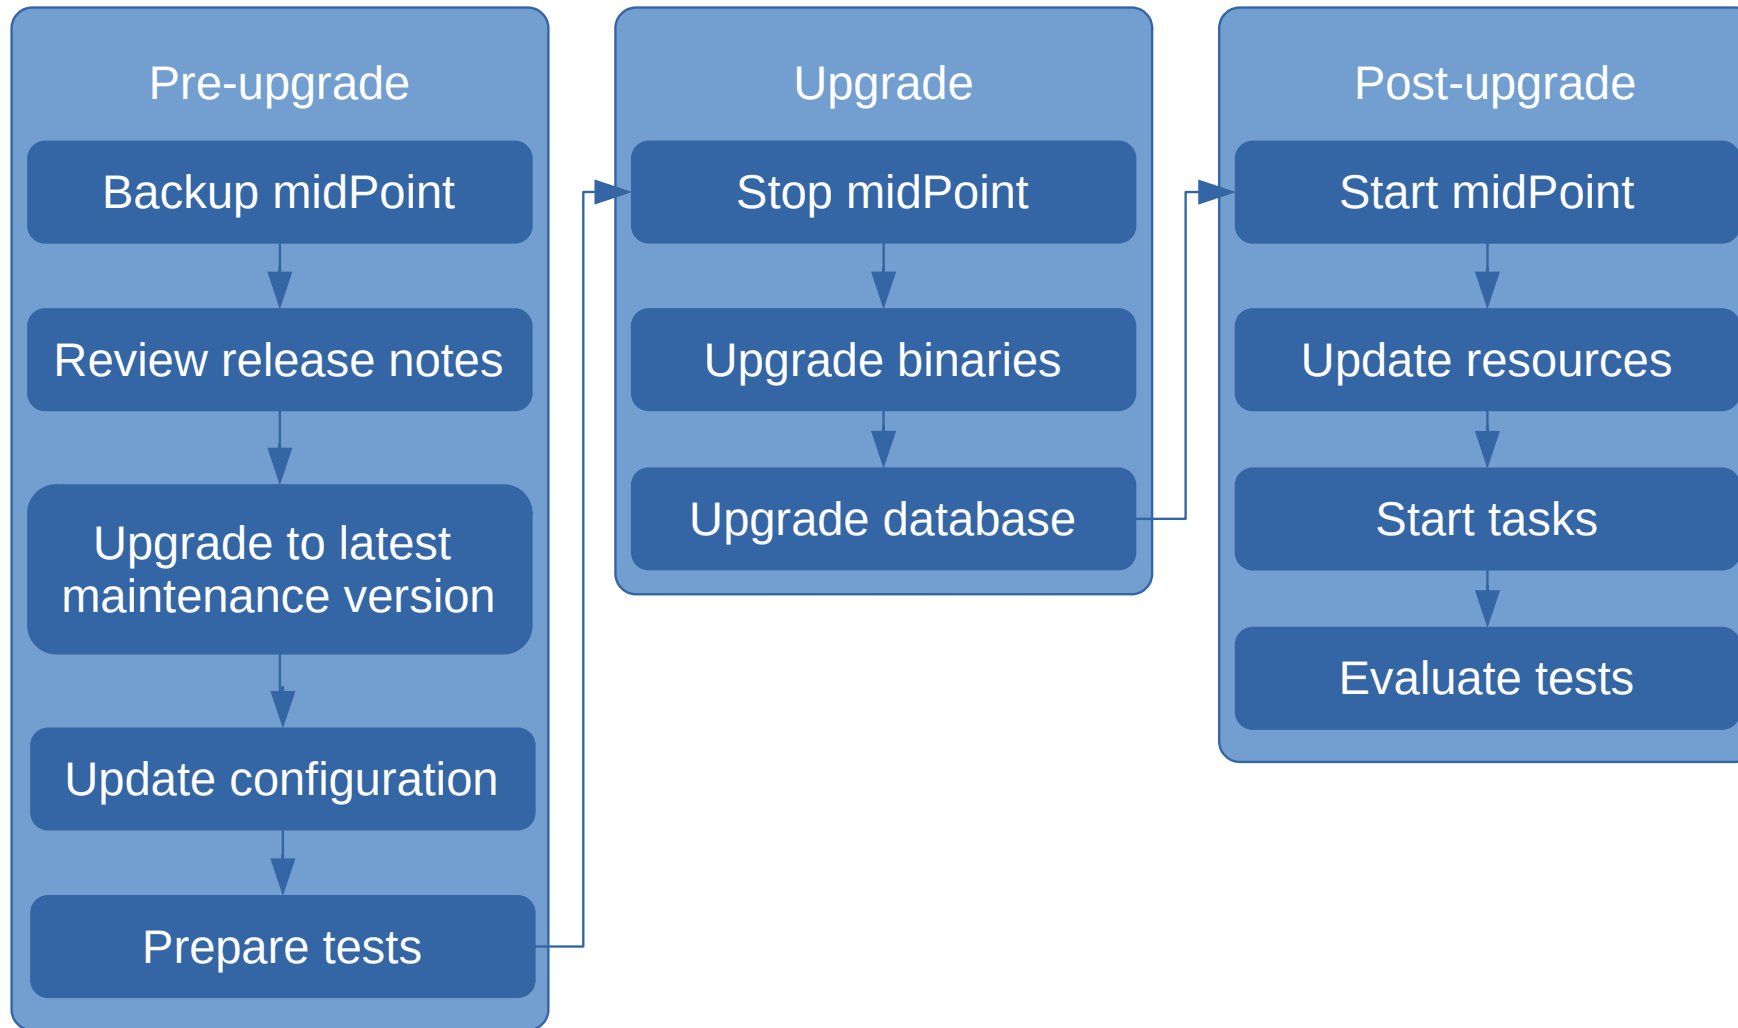 Pre-upgrade
Backup midPoint
Review release notes
Upgrade to latest
maintenance version
Update configuration
Prepare tests
Upgrade
Stop midPoint
Upgrade binaries
Upgrade database
Post-upgrade
Start midPoint
Update resources
Start tasks
Evaluate tests